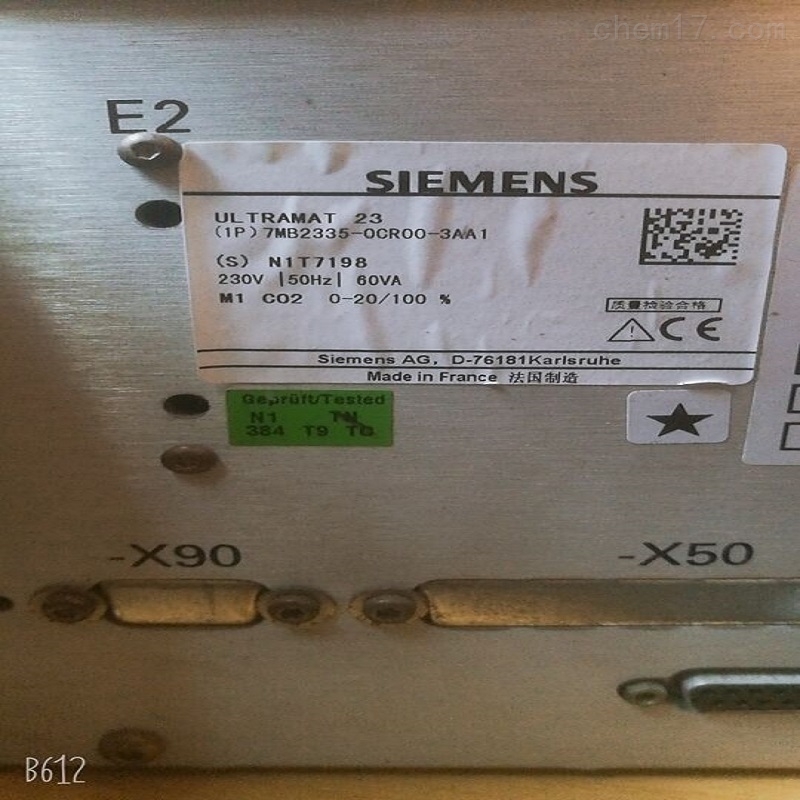 chem17.com
E2
SIEMENS
ULTRAMAT 23
(1P) 7MB2335-0CR00-3AA1
(S) N1T7198
230V |50Hz| 60VA
M1 CO2 0-20/100 %
质量检验合格
CE
Siemens AG, D-76181Karlsruhe
Made in France 法国制造
Geprüft/Tested
N1 TN
384 T9 TG
-X90
-X50
B612